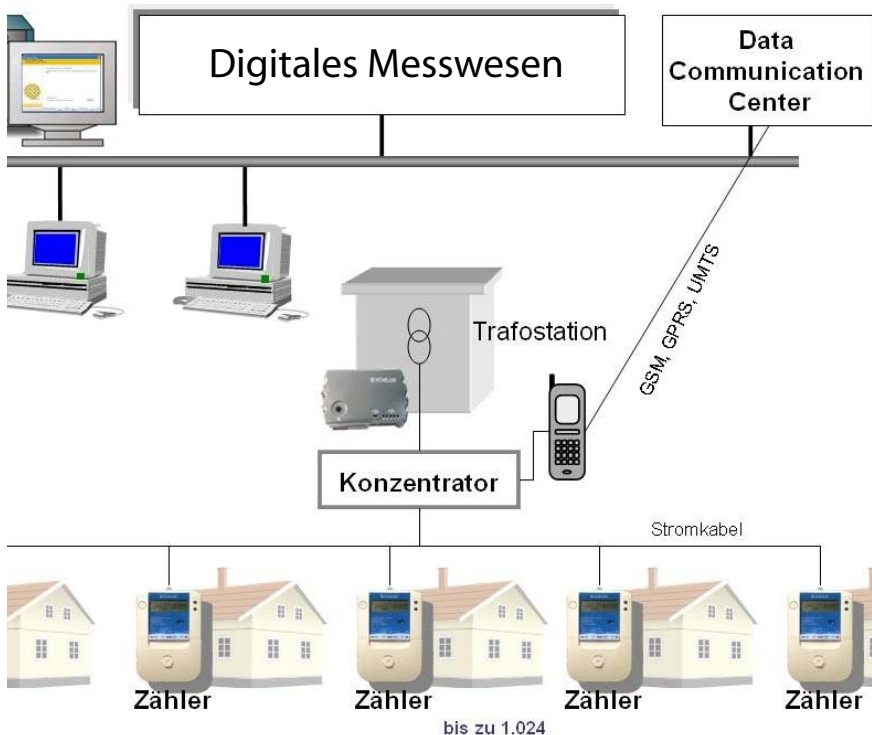 Digitales Messwesen
Data
Communication
Center
GSM, GPRS, UMTS
Trafostation
Konzentrator
Stromkabel
Zähler
Zähler
Zähler
Zähler
bis zu 1.024